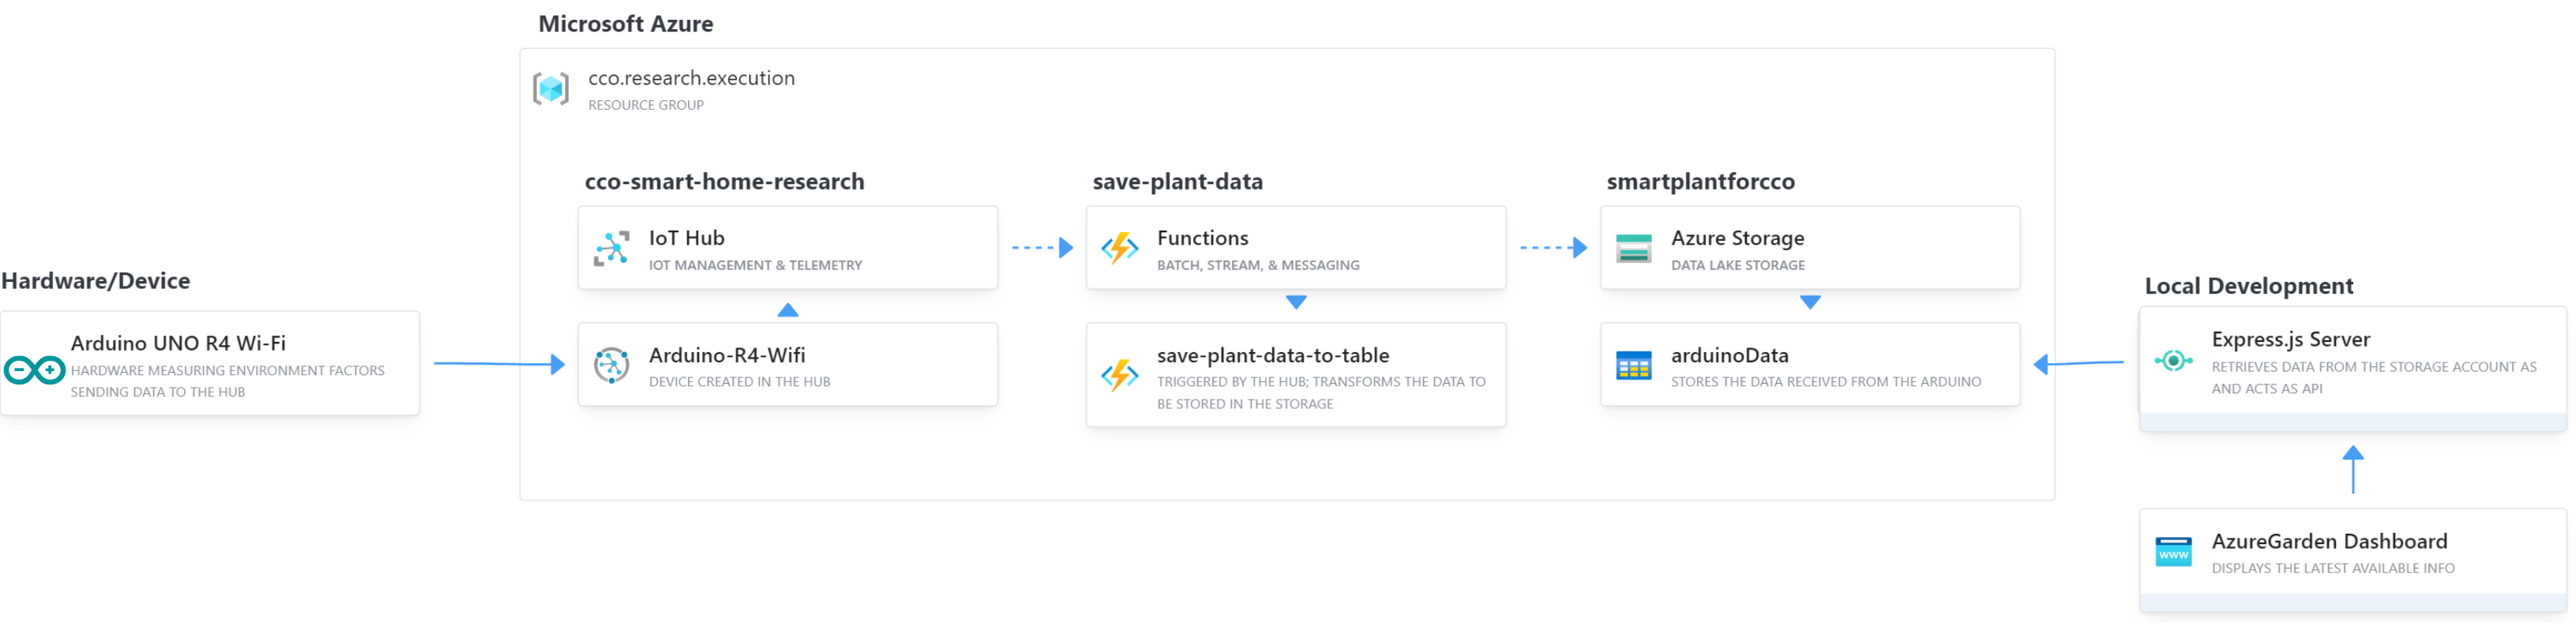 Microsoft Azure
cco.research.execution
RESOURCE GROUP
Hardware/Device
Arduino UNO R4 Wi-Fi
HARDWARE MEASURING ENVIRONMENT FACTORS
SENDING DATA TO THE HUB
cco-smart-home-research
IoT Hub
IOT MANAGEMENT & TELEMETRY
Arduino-R4-Wifi
DEVICE CREATED IN THE HUB
save-plant-data
Functions
BATCH, STREAM, & MESSAGING
save-plant-data-to-table
TRIGGERED BY THE HUB; TRANSFORMS THE DATA TO
BE STORED IN THE STORAGE
smartplantforcco
Azure Storage
DATA LAKE STORAGE
arduinoData
STORES THE DATA RECEIVED FROM THE ARDUINO
Local Development
Express.js Server
RETRIEVES DATA FROM THE STORAGE ACCOUNT AS
AND ACTS AS API
www
AzureGarden Dashboard
DISPLAYS THE LATEST AVAILABLE INFO